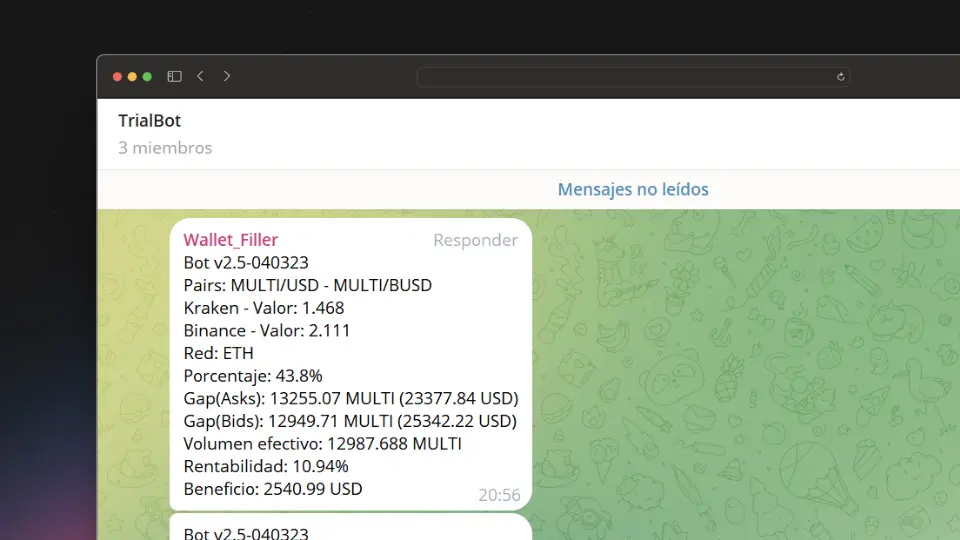 TrialBot
3 miembros
Mensajes no leídos
Wallet_Filler Responder
Bot v2.5-040323
Pairs: MULTI/USD - MULTI/BUSD
Kraken - Valor: 1.468
Binance - Valor: 2.111
Red: ETH
Porcentaje: 43.8%
Gap(Asks): 13255.07 MULTI (23377.84 USD)
Gap(Bids): 12949.71 MULTI (25342.22 USD)
Volumen efectivo: 12987.688 MULTI
Rentabilidad: 10.94%
Beneficio: 2540.99 USD
20:56
Bot v2.5-040323